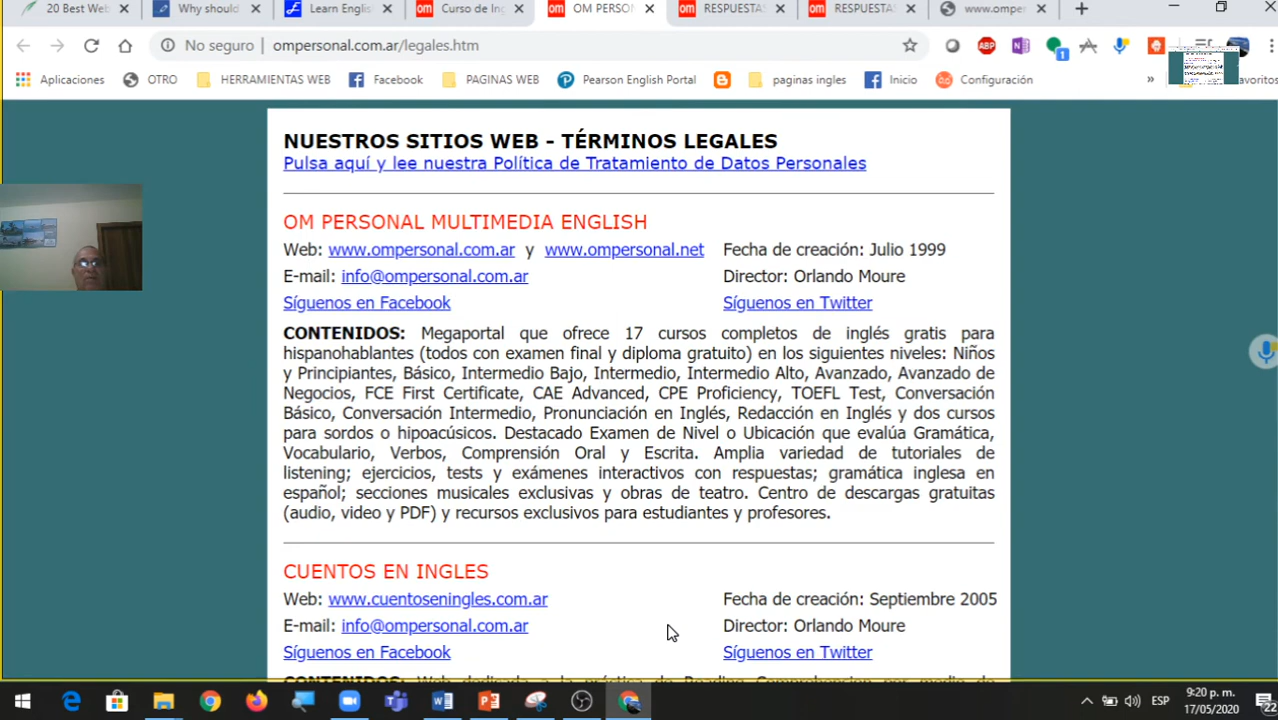 20 Best Web
Why should
Learn English
Curso de Ing
OM PERSON
RESPUESTAS
RESPUESTAS
www.ompe
No seguro
ompersonal.com.ar/legales.htm
ABP
1
Aplicaciones
OTRO
HERRAMIENTAS WEB
Facebook
PAGINAS WEB
Pearson English Portal
paginas ingles
Inicio
Configuración
»
NUESTROS SITIOS WEB - TÉRMINOS LEGALES
Pulsa aquí y lee nuestra Política de Tratamiento de Datos Personales
OM PERSONAL MULTIMEDIA ENGLISH
Web: www.ompersonal.com.ar y www.ompersonal.net Fecha de creación: Julio 1999
E-mail: info@ompersonal.com.ar Director: Orlando Moure
Síguenos en Facebook Síguenos en Twitter
CONTENIDOS: Megaportal que ofrece 17 cursos completos de inglés gratis para
hispanohablantes (todos con examen final y diploma gratuito) en los siguientes niveles: Niños
y Principiantes, Básico, Intermedio Bajo, Intermedio, Intermedio Alto, Avanzado, Avanzado de
Negocios, FCE First Certificate, CAE Advanced, CPE Proficiency, TOEFL Test, Conversación
Básico, Conversación Intermedio, Pronunciación en Inglés, Redacción en Inglés y dos cursos
para sordos o hipoacúsicos. Destacado Examen de Nivel o Ubicación que evalúa Gramática,
Vocabulario, Verbos, Comprensión Oral y Escrita. Amplia variedad de tutoriales de
listening; ejercicios, tests y exámenes interactivos con respuestas; gramática inglesa en
español; secciones musicales exclusivas y obras de teatro. Centro de descargas gratuitas
(audio, video y PDF) y recursos exclusivos para estudiantes y profesores.
CUENTOS EN INGLES
Web: www.cuentoseningles.com.ar Fecha de creación: Septiembre 2005
E-mail: info@ompersonal.com.ar Director: Orlando Moure
Síguenos en Facebook Síguenos en Twitter
ESP
9:20 p. m.
17/05/2020
22